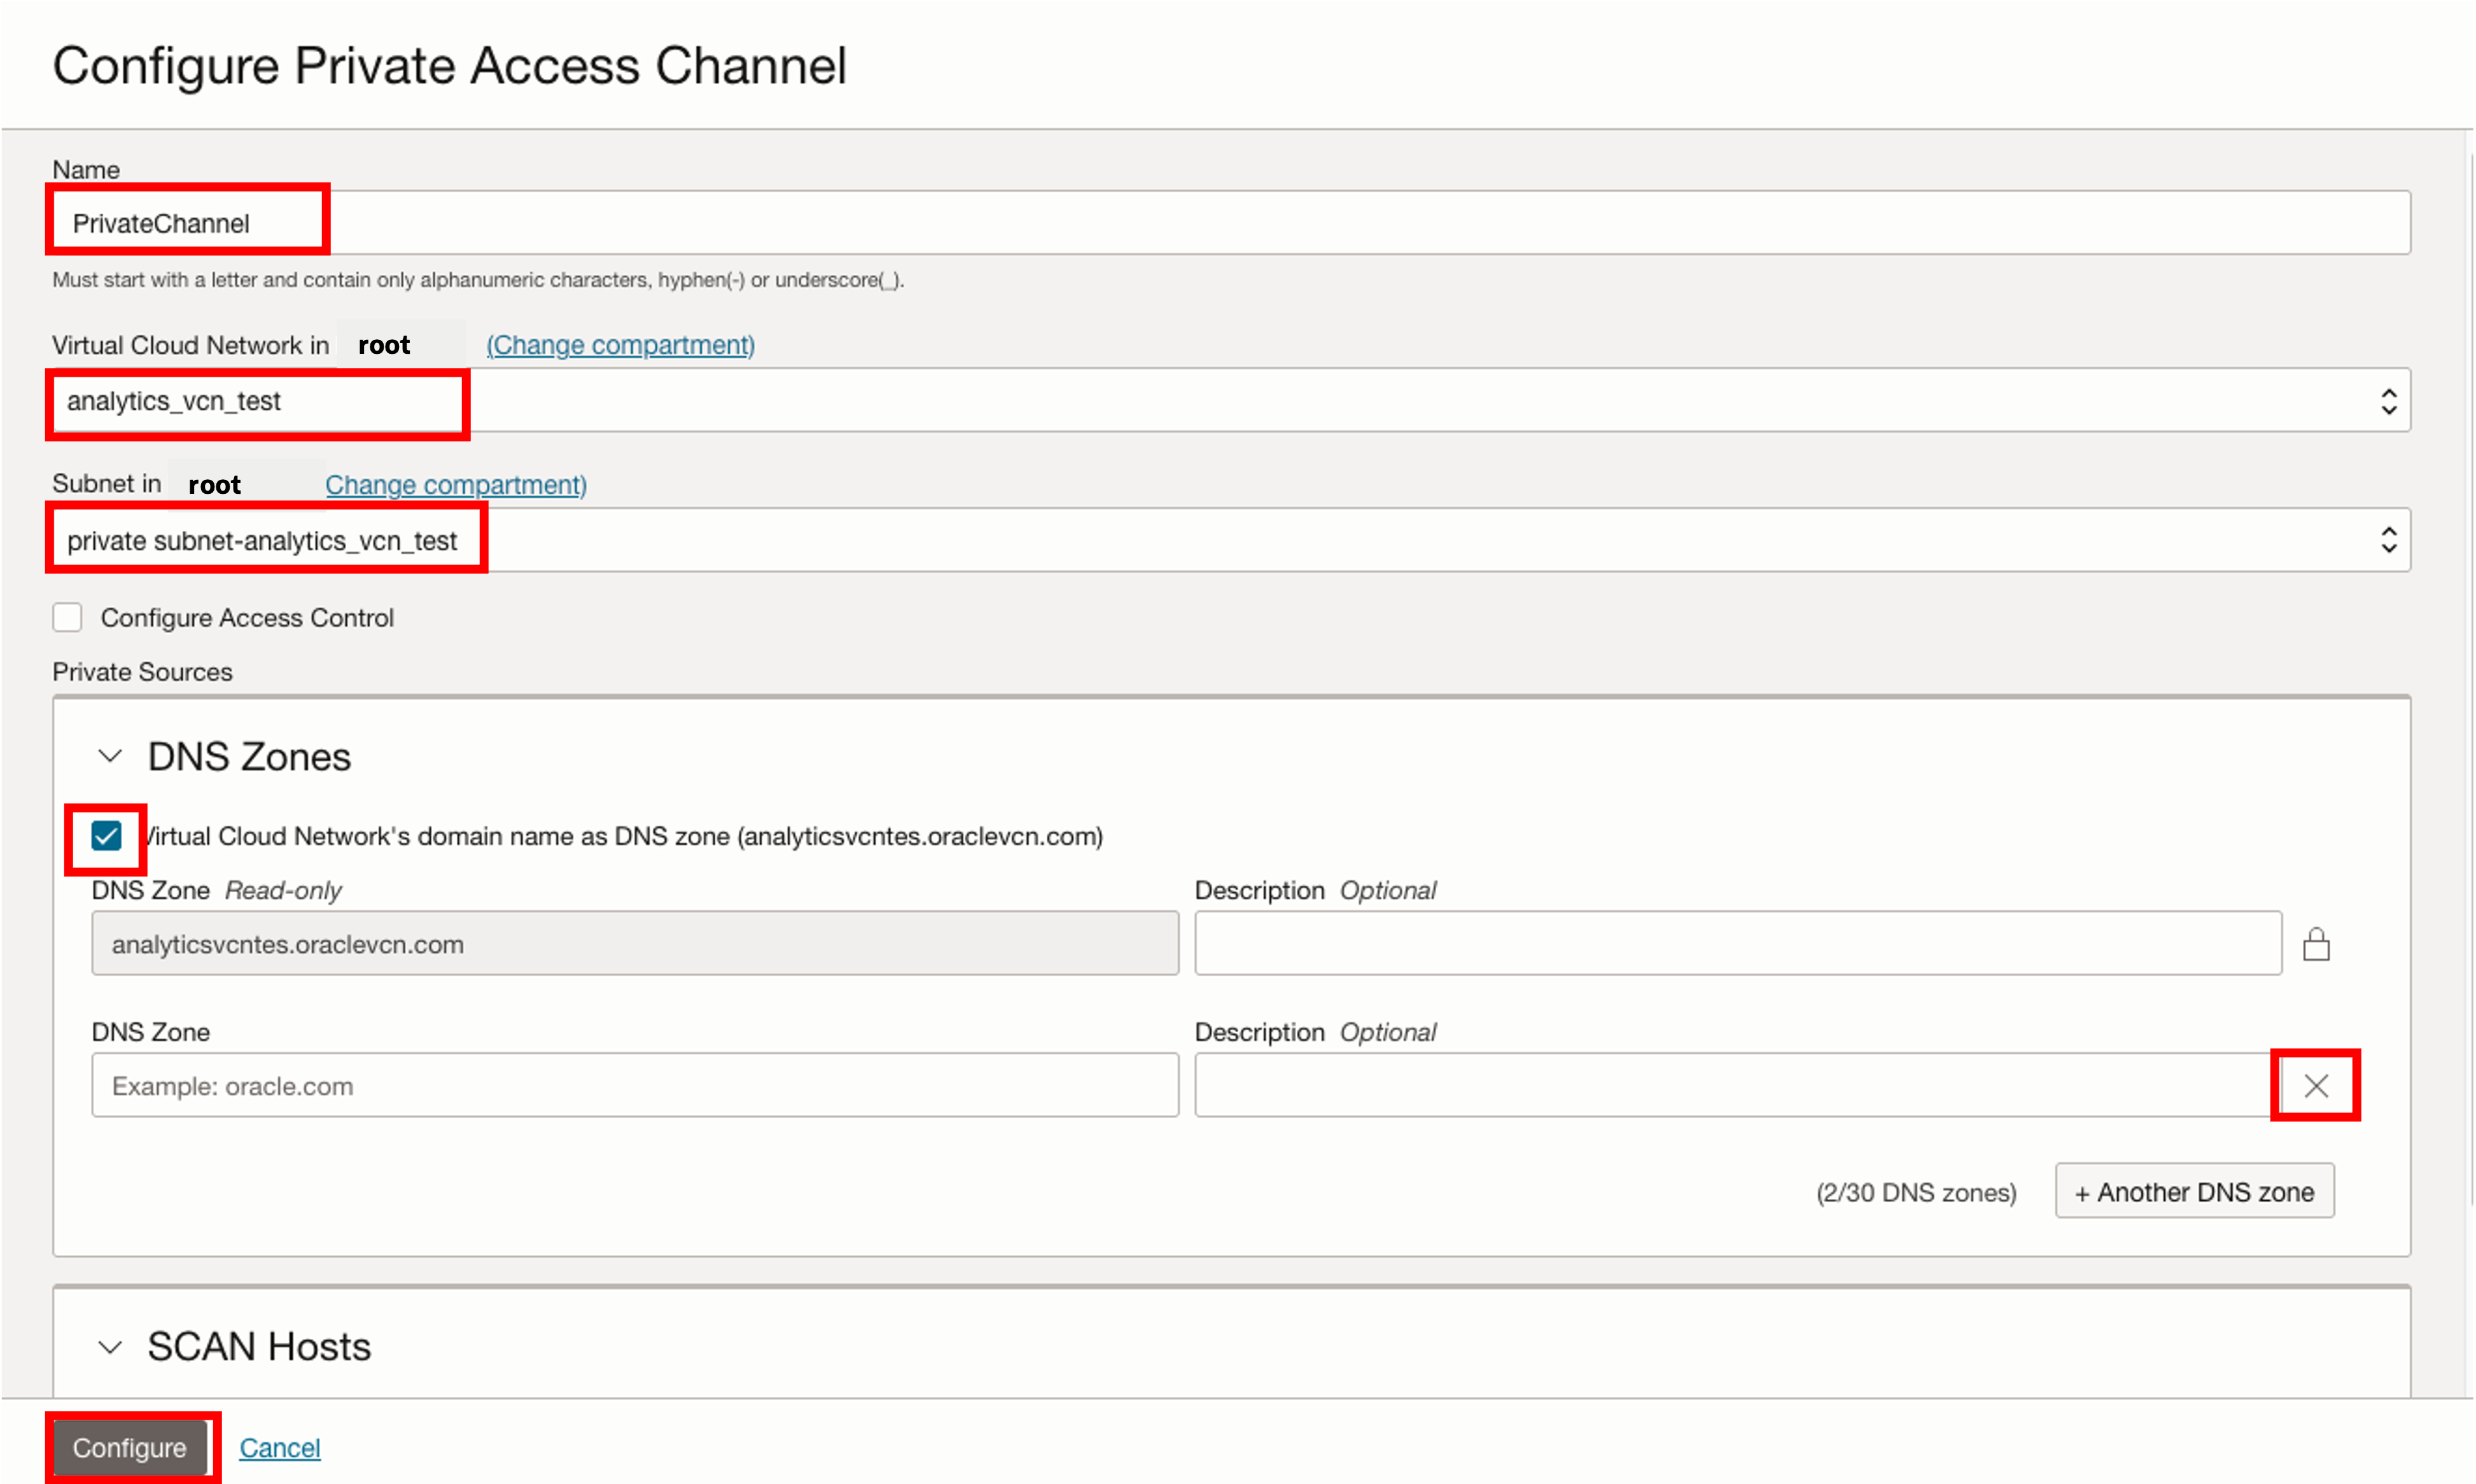 Configure Private Access Channel
Name
PrivateChannel
Must start with a letter and contain only alphanumeric characters, hyphen(-) or underscore(_).
Virtual Cloud Network in root (Change compartment)
analytics_vcn_test
Subnet in root Change compartment)
private subnet-analytics_vcn_test
Configure Access Control
Private Sources
DNS Zones
Virtual Cloud Network's domain name as DNS zone (analyticsvcntes.oraclevcn.com)
DNS Zone Read-only Description Optional
analyticsvcntes.oraclevcn.com
DNS Zone Description Optional
Example: oracle.com
(2/30 DNS zones) + Another DNS zone
SCAN Hosts
Configure Cancel